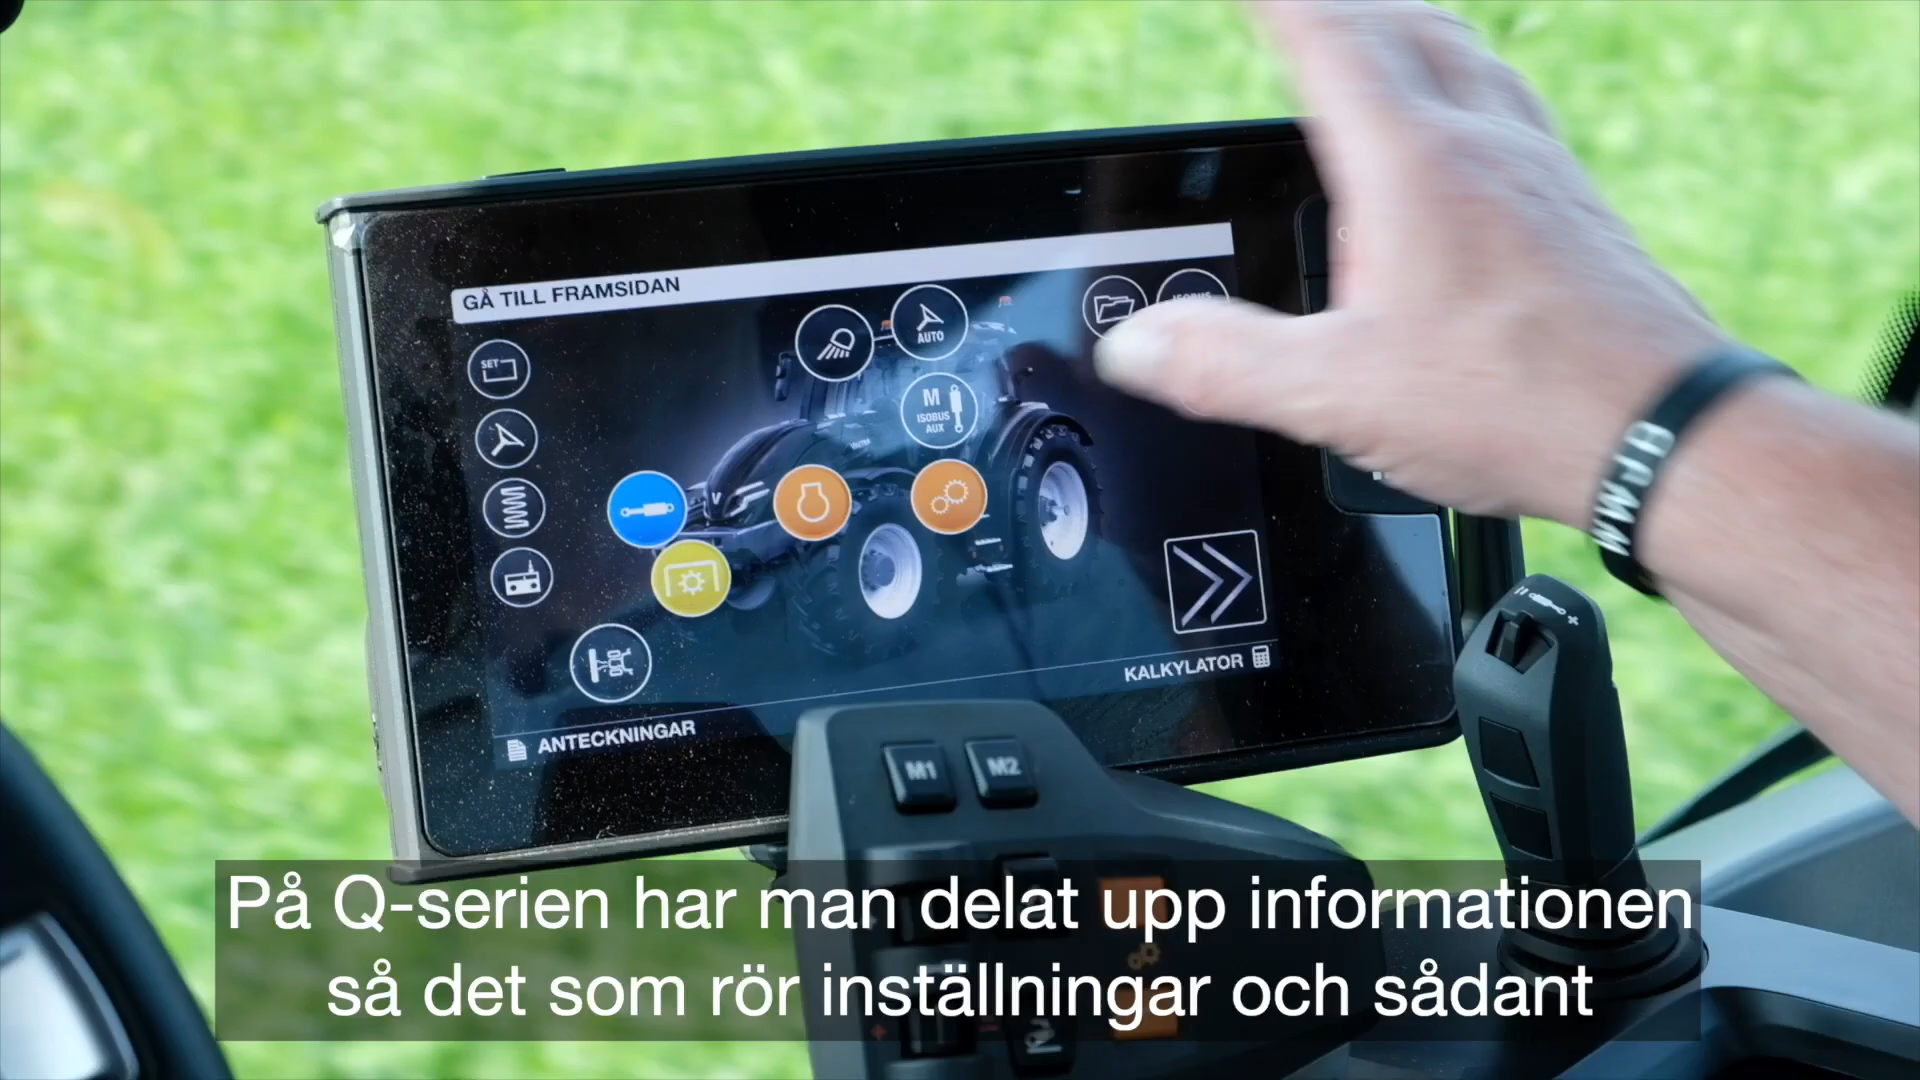 GÅ TILL FRAMSIDAN
SET
AUTO
ISOBUS
M
ISOBUS
AUX
KALKYLATOR
ANTECKNINGAR
M1
M2
På Q-serien har man delat upp informationen
så det som rör inställningar och sådant